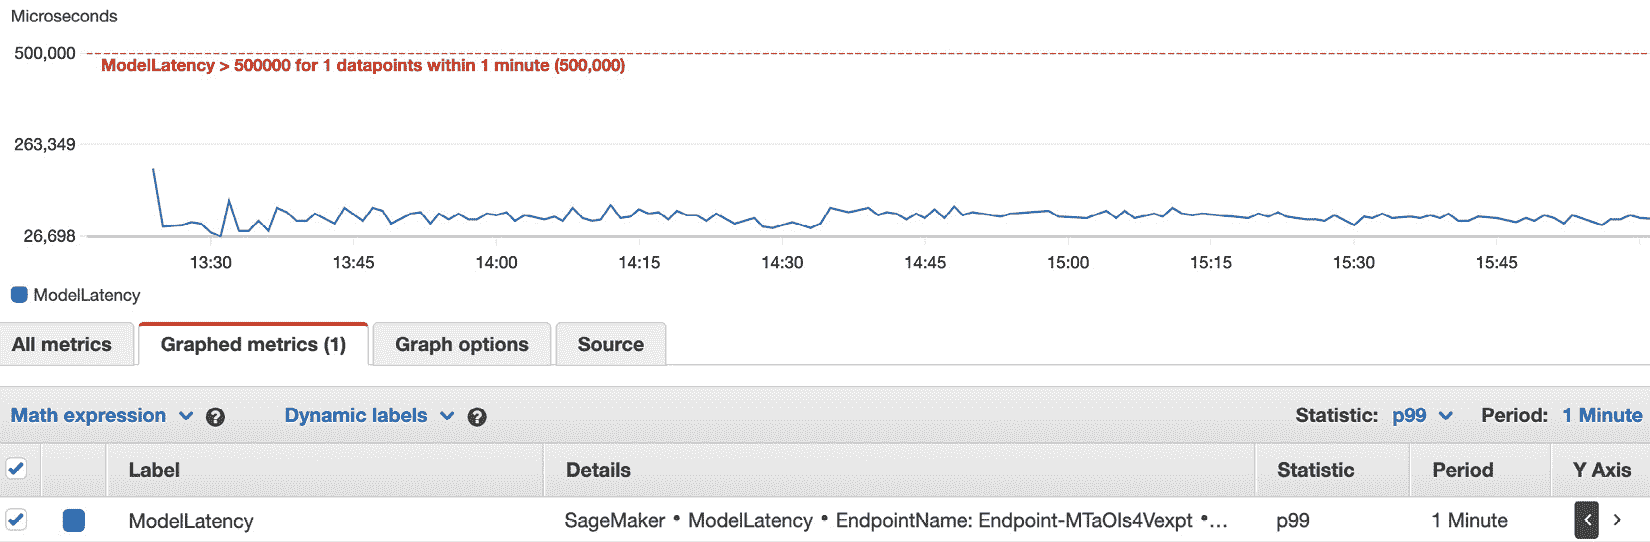 Microseconds
500,000
ModelLatency > 500000 for 1 datapoints within 1 minute (500,000)
263,349
26,698
13:30 13:45 14:00 14:15 14:30 14:45 15:00 15:15 15:30 15:45
ModelLatency
All metrics Graphed metrics (1) Graph options Source
Math expression ? Dynamic labels ? Statistic: p99 Period: 1 Minute
Label Details Statistic Period Y Axis
ModelLatency SageMaker • ModelLatency • EndpointName: Endpoint-MTaOIs4Vexpt •... p99 1 Minute < >